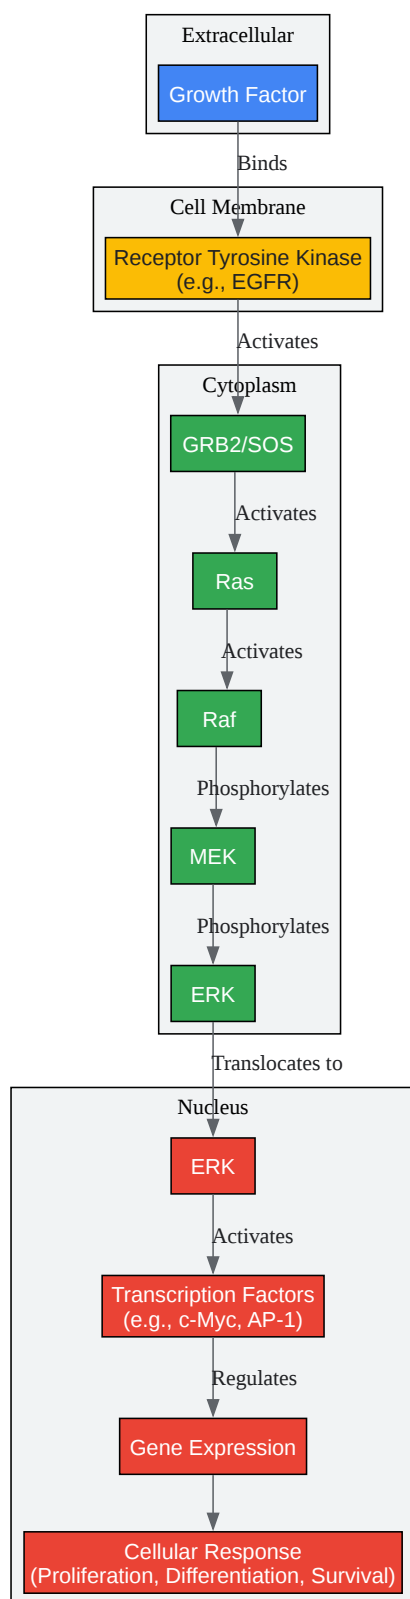 Extracellular
Growth Factor
Binds
Cell Membrane
Receptor Tyrosine Kinase
(e.g., EGFR)
Activates
Cytoplasm
GRB2/SOS
Activates
Ras
Activates
Raf
Phosphorylates
MEK
Phosphorylates
ERK
Translocates to
Nucleus
ERK
Activates
Transcription Factors
(e.g., c-Myc, AP-1)
Regulates
Gene Expression
Cellular Response
(Proliferation, Differentiation, Survival)